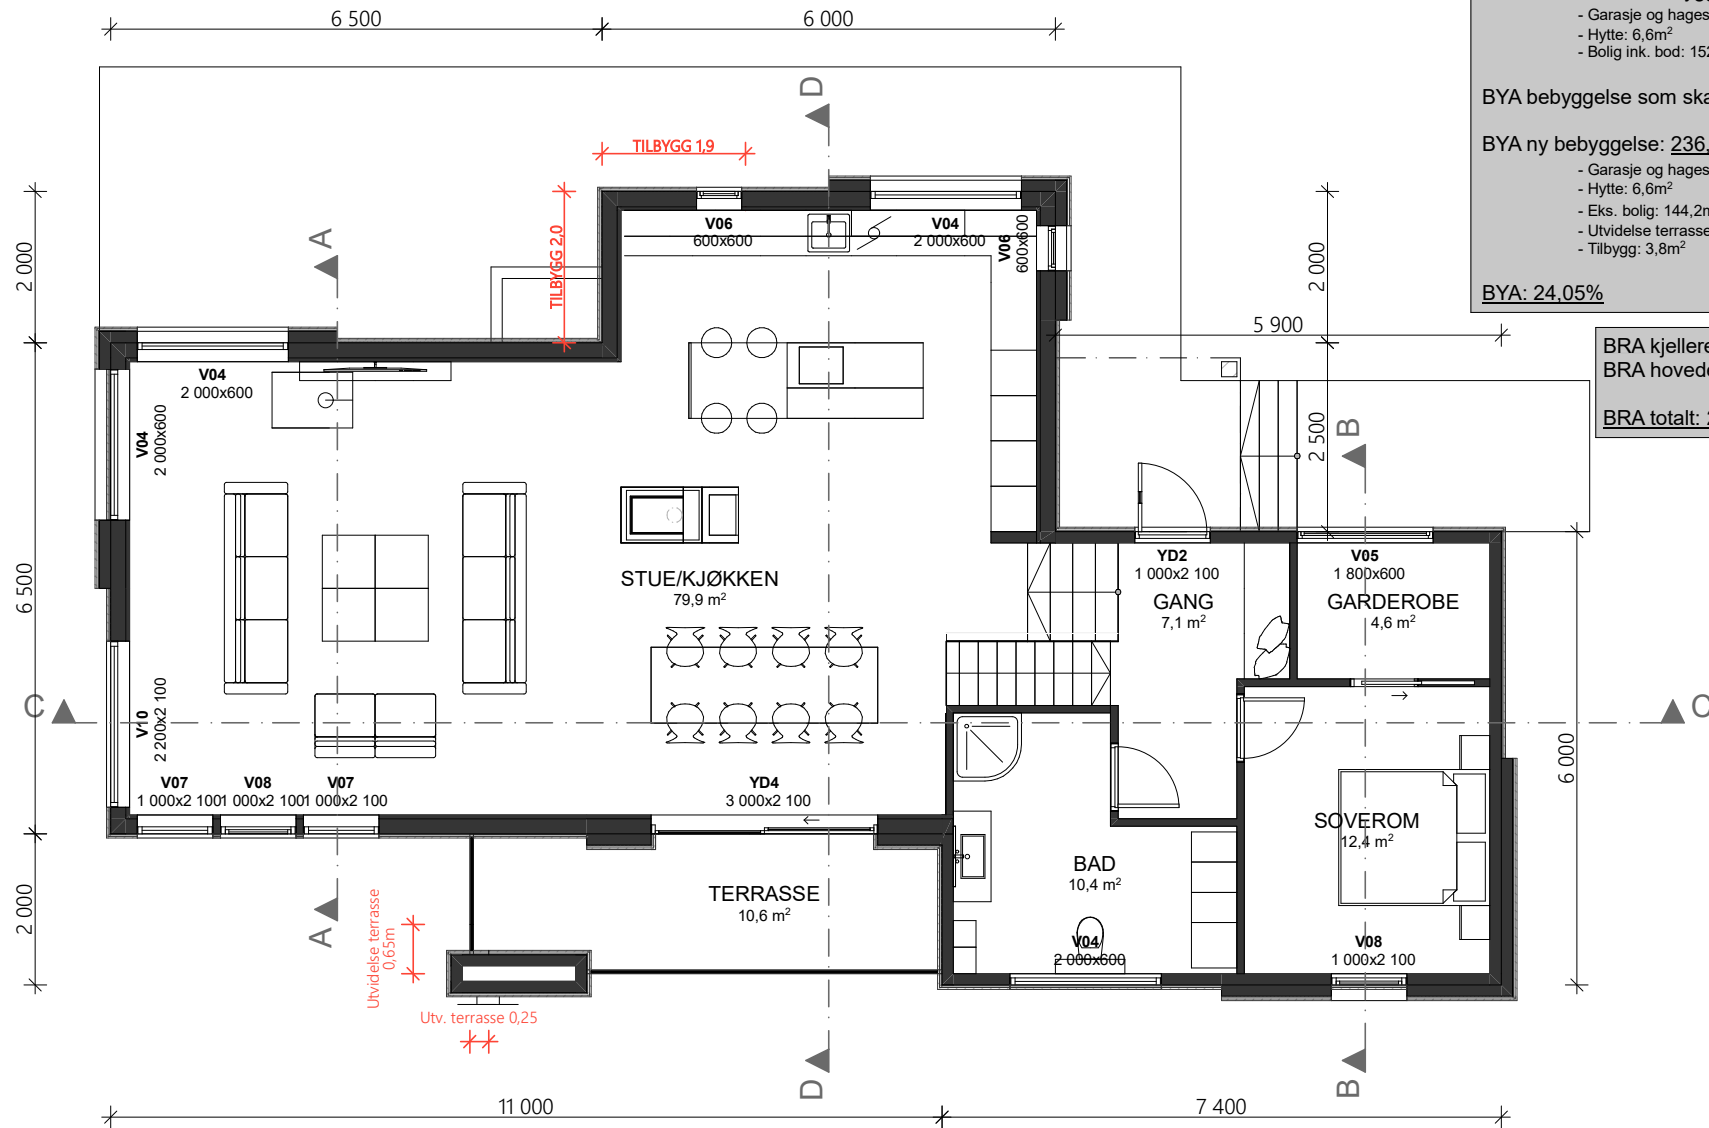 6 500
6 000
- Garasje og hages
- Hytte: 6,6m²
- Bolig ink. bod: 152
BYA bebyggelse som ska
BYA ny bebyggelse: 236,
- Garasje og hages
- Hytte: 6,6m²
- Eks. bolig: 144,2m
- Utvidelse terrasse
- Tilbygg: 3,8m²
BYA: 24,05%
BRA kjellere
BRA hovede
BRA totalt: 2
D
TILBYGG 1,9
TILBYGG 2,0
A
2 000
V06
600x600
V04
2 000x600
V06
600x600
2 000
5 900
V04
2 000x600
V04
2 000x600
2 500
B
6 500
STUE/KJØKKEN
79,9 m²
YD2
1 000x2 100
GANG
7,1 m²
V05
1 800x600
GARDEROBE
4,6 m²
C
C
V10
2 200x2 100
6 000
V07
1 000x2 100
V08
1 000x2 100
V07
1 000x2 100
YD4
3 000x2 100
SOVEROM
12,4 m²
BAD
10,4 m²
TERRASSE
10,6 m²
2 000
A
Utvidelse terrasse
0,65m
Utv. terrasse 0,25
V04
2 000x600
V08
1 000x2 100
D
B
11 000
7 400